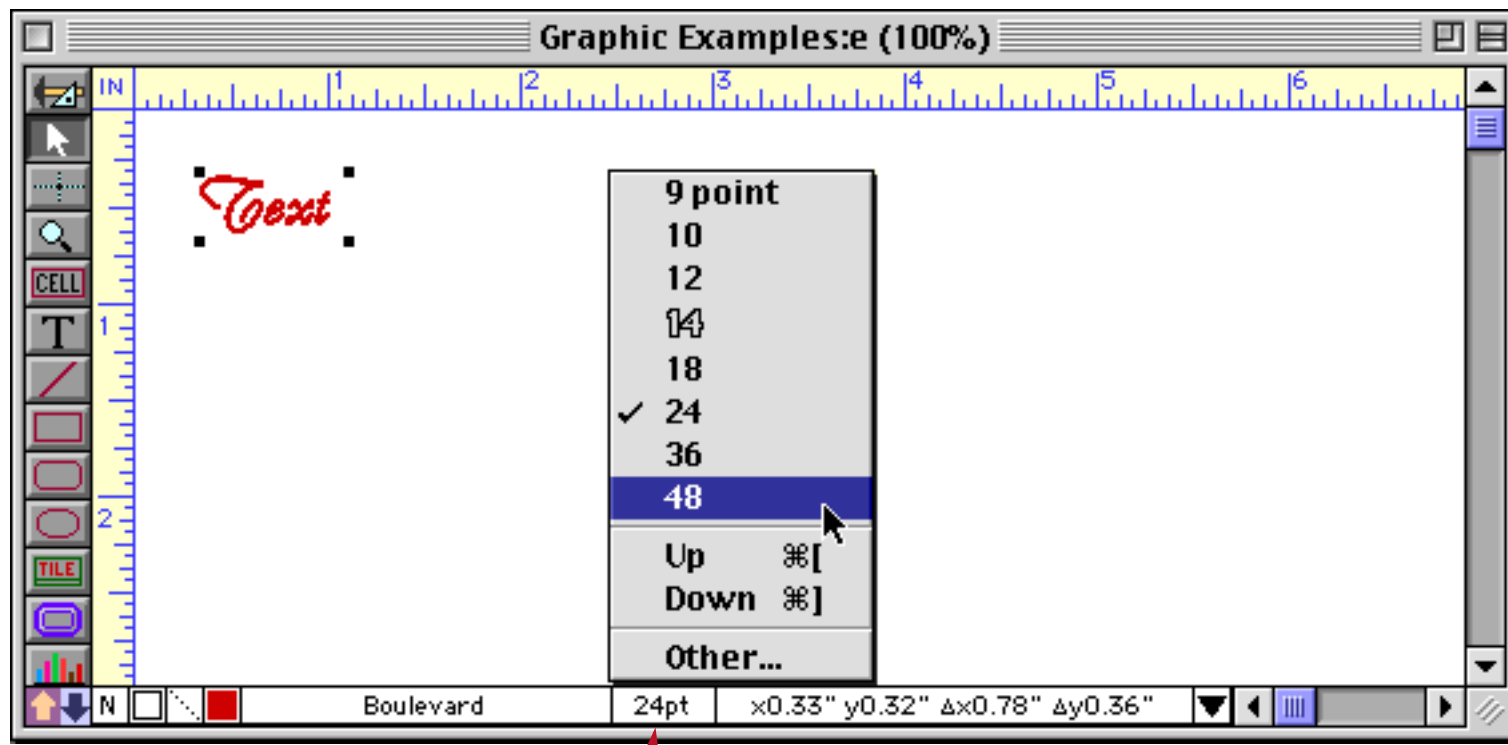 Graphic Examples:e (100%)
IN 1 2 3 4 5 6
Text
CELL
T
1
2
TILE
9 point
10
12
14
18
✓ 24
36
48
Up ⌘[
Down ⌘]
Other...
N Boulevard 24pt x0.33" y0.32" Δx0.78" Δy0.36"